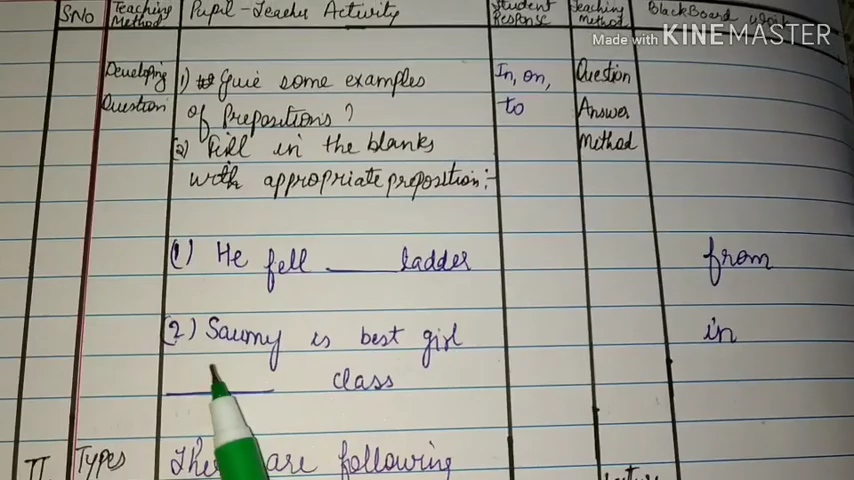 SNo Teaching Method Pupil-Teacher Activity Student Response Teaching Method BlackBoard
Made with KINEMASTER
Developing 1) Give some examples In, on, Question
Question of Prepositions? to Answer
2) Fill in the blanks Method
with appropriate preposition:-
(1) He fell ____ ladder from
(2) Saumy is best girl in
____ class
II Types are following